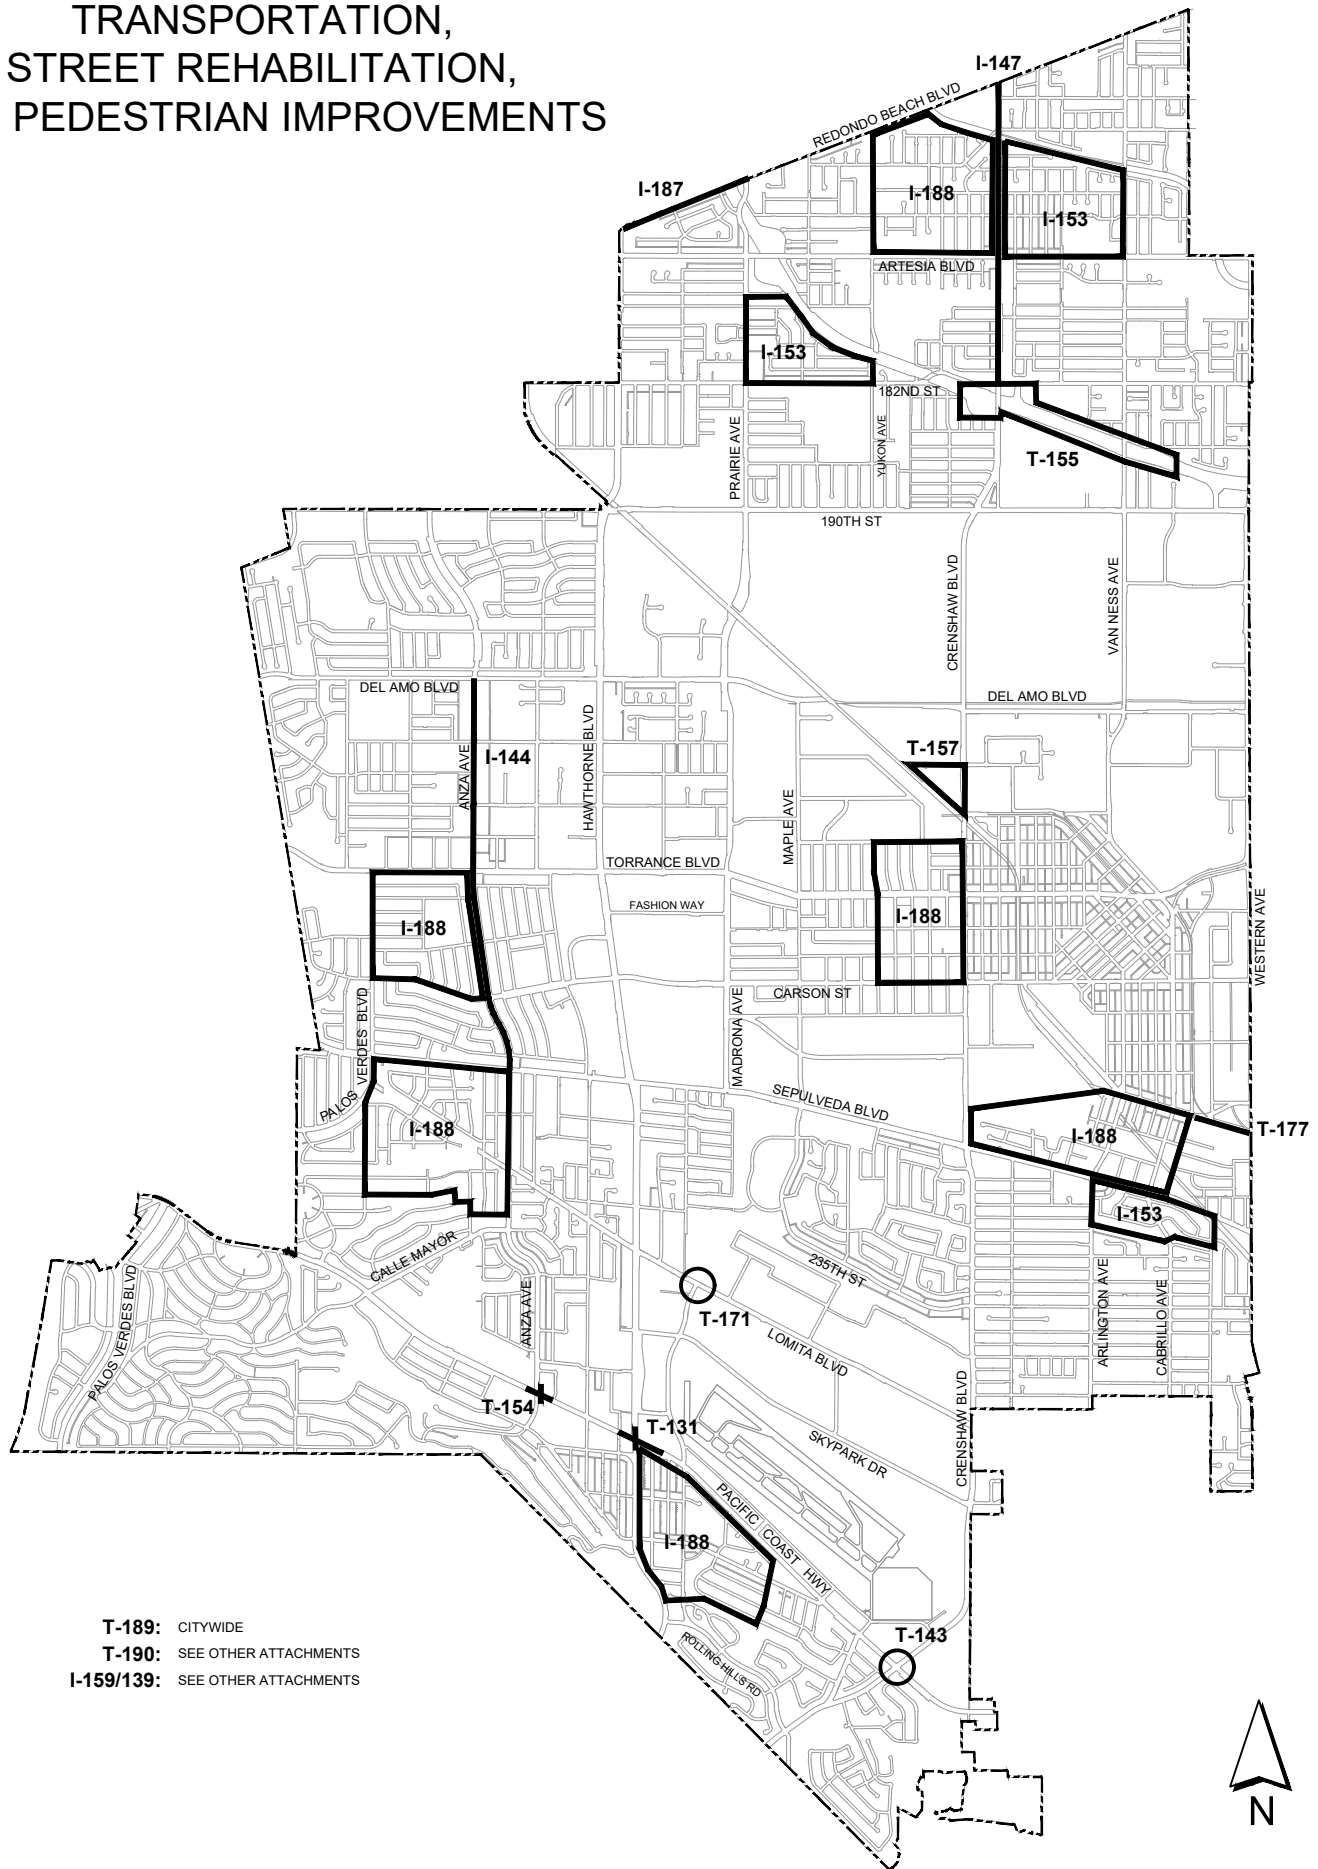 TRANSPORTATION,
STREET REHABILITATION,
PEDESTRIAN IMPROVEMENTS
I-147
REDONDO BEACH BLVD
I-187
I-188
I-153
ARTESIA BLVD
I-153
182ND ST
PRAIRIE AVE
YUKON AVE
T-155
190TH ST
CRENSHAW BLVD
VAN NESS AVE
DEL AMO BLVD
DEL AMO BLVD
ANZA AVE
I-144
HAWTHORNE BLVD
T-157
MAPLE AVE
TORRANCE BLVD
FASHION WAY
I-188
I-188
WESTERN AVE
CARSON ST
PALOS VERDES BLVD
MADRONA AVE
SEPULVEDA BLVD
I-188
I-188
T-177
I-153
CALLE MAYOR
235TH ST
PALOS VERDES BLVD
ANZA AVE
T-171
LOMITA BLVD
ARLINGTON AVE
CABRILLO AVE
T-154
T-131
SKYPARK DR
CRENSHAW BLVD
PACIFIC COAST HWY
I-188
T-189: CITYWIDE
T-190: SEE OTHER ATTACHMENTS
I-159/139: SEE OTHER ATTACHMENTS
T-143
ROLLING HILLS RD
N